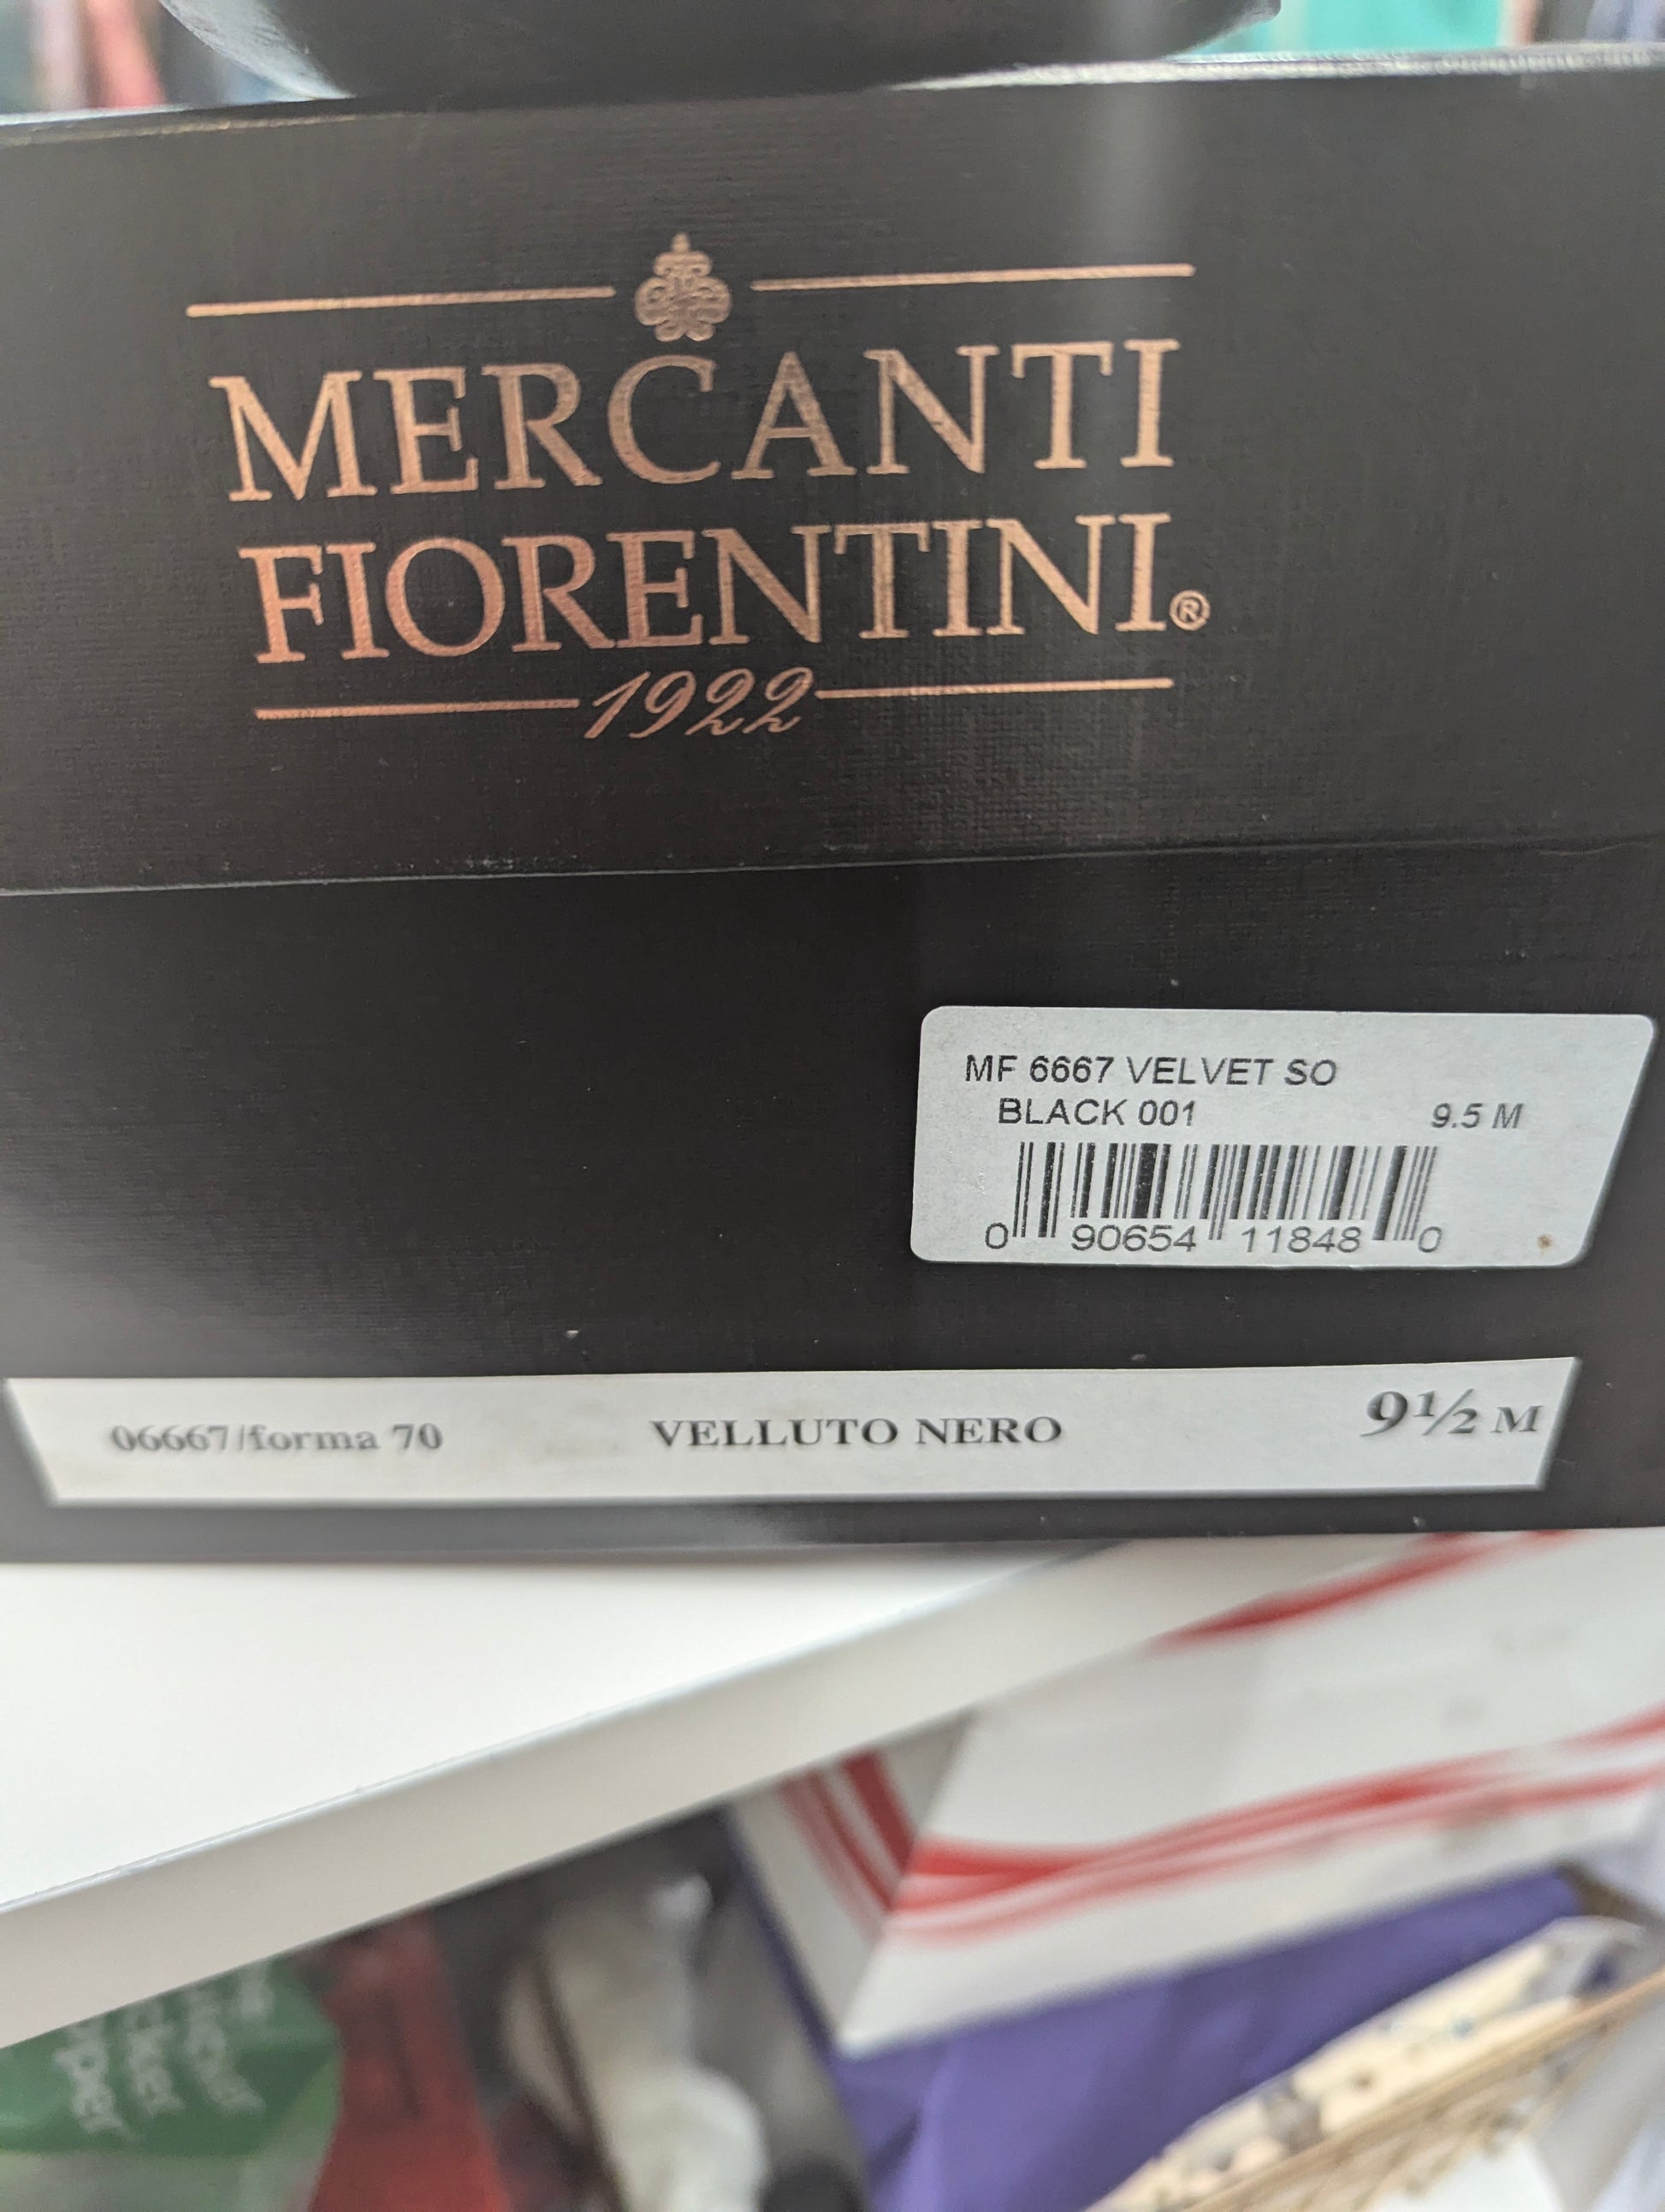 MERCANTI
FIORENTINI®
1922
MF 6667 VELVET SO
BLACK 001 9.5 M
0 90654 11848 0
06667/forma 70 VELLUTO NERO 9½ M